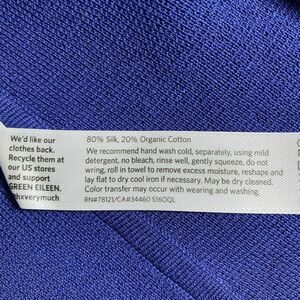 We'd like our
clothes back.
Recycle them at
our US stores
and support
GREEN EILEEN.
thxverymuch
80% Silk, 20% Organic Cotton
We recommend hand wash cold, separately, using mild
detergent, no bleach, rinse well, gently squeeze, do not
wring, roll in towel to remove excess moisture, reshape and
lay flat to dry cool iron if necessary. May be dry cleaned.
Color transfer may occur with wearing and washing.
RN#78121/CA#34460 S16OQL